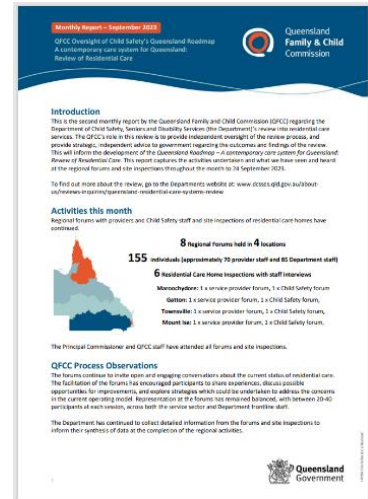 Monthly Report – September 2023
QFCC Oversight of Child Safety's Queensland Roadmap
A contemporary care system for Queensland:
Review of Residential Care
Queensland
Family & Child
Commission
Introduction
This is the second monthly report by the Queensland Family and Child Commission (QFCC) regarding the
Department of Child Safety, Seniors and Disability Services (the Department)'s review into residential care
services. The QFCC's role in this review is to provide independent oversight of the review process, and
provide strategic, independent advice to government regarding the outcomes and findings of the review.
This will inform the development of the Queensland Roadmap – A contemporary care system for Queensland:
Review of Residential Care. This report captures the activities undertaken and what we have seen and heard
at the regional forums and site inspections throughout the month to 24 September 2023.
To find out more about the review, go to the Departments website at: www.dcssds.qld.gov.au/about-
us/reviews-inquiries/queensland-residential-care-systems-review
Activities this month
Regional forums with providers and Child Safety staff and site inspections of residential care homes have
continued.
8 Regional Forums held in 4 locations
155 individuals (approximately 70 provider staff and 85 Department staff)
6 Residential Care Home Inspections with staff interviews
Maroochydore: 1 x service provider forum, 1 x Child Safety forum
Gatton: 1 x service provider forum, 1 x Child Safety forum,
Townsville: 1 x service provider forum, 1 x Child Safety forum,
Mount Isa: 1 x service provider forum, 1 x Child Safety forum,
The Principal Commissioner and QFCC staff have attended all forums and site inspections.
QFCC Process Observations
The forums continue to invite open and engaging conversations about the current status of residential care.
The facilitation of the forums has encouraged participants to share experiences, discuss possible
opportunities for improvements, and explore strategies which could be undertaken to address the concerns
in the current operating model. Representation at the forums has remained balanced, with between 20-40
participants at each session, across both the service sector and Department frontline staff.
The Department has continued to collect detailed information from the forums and site inspections to
inform their synthesis of data at the completion of the regional activities.
Queensland
Government